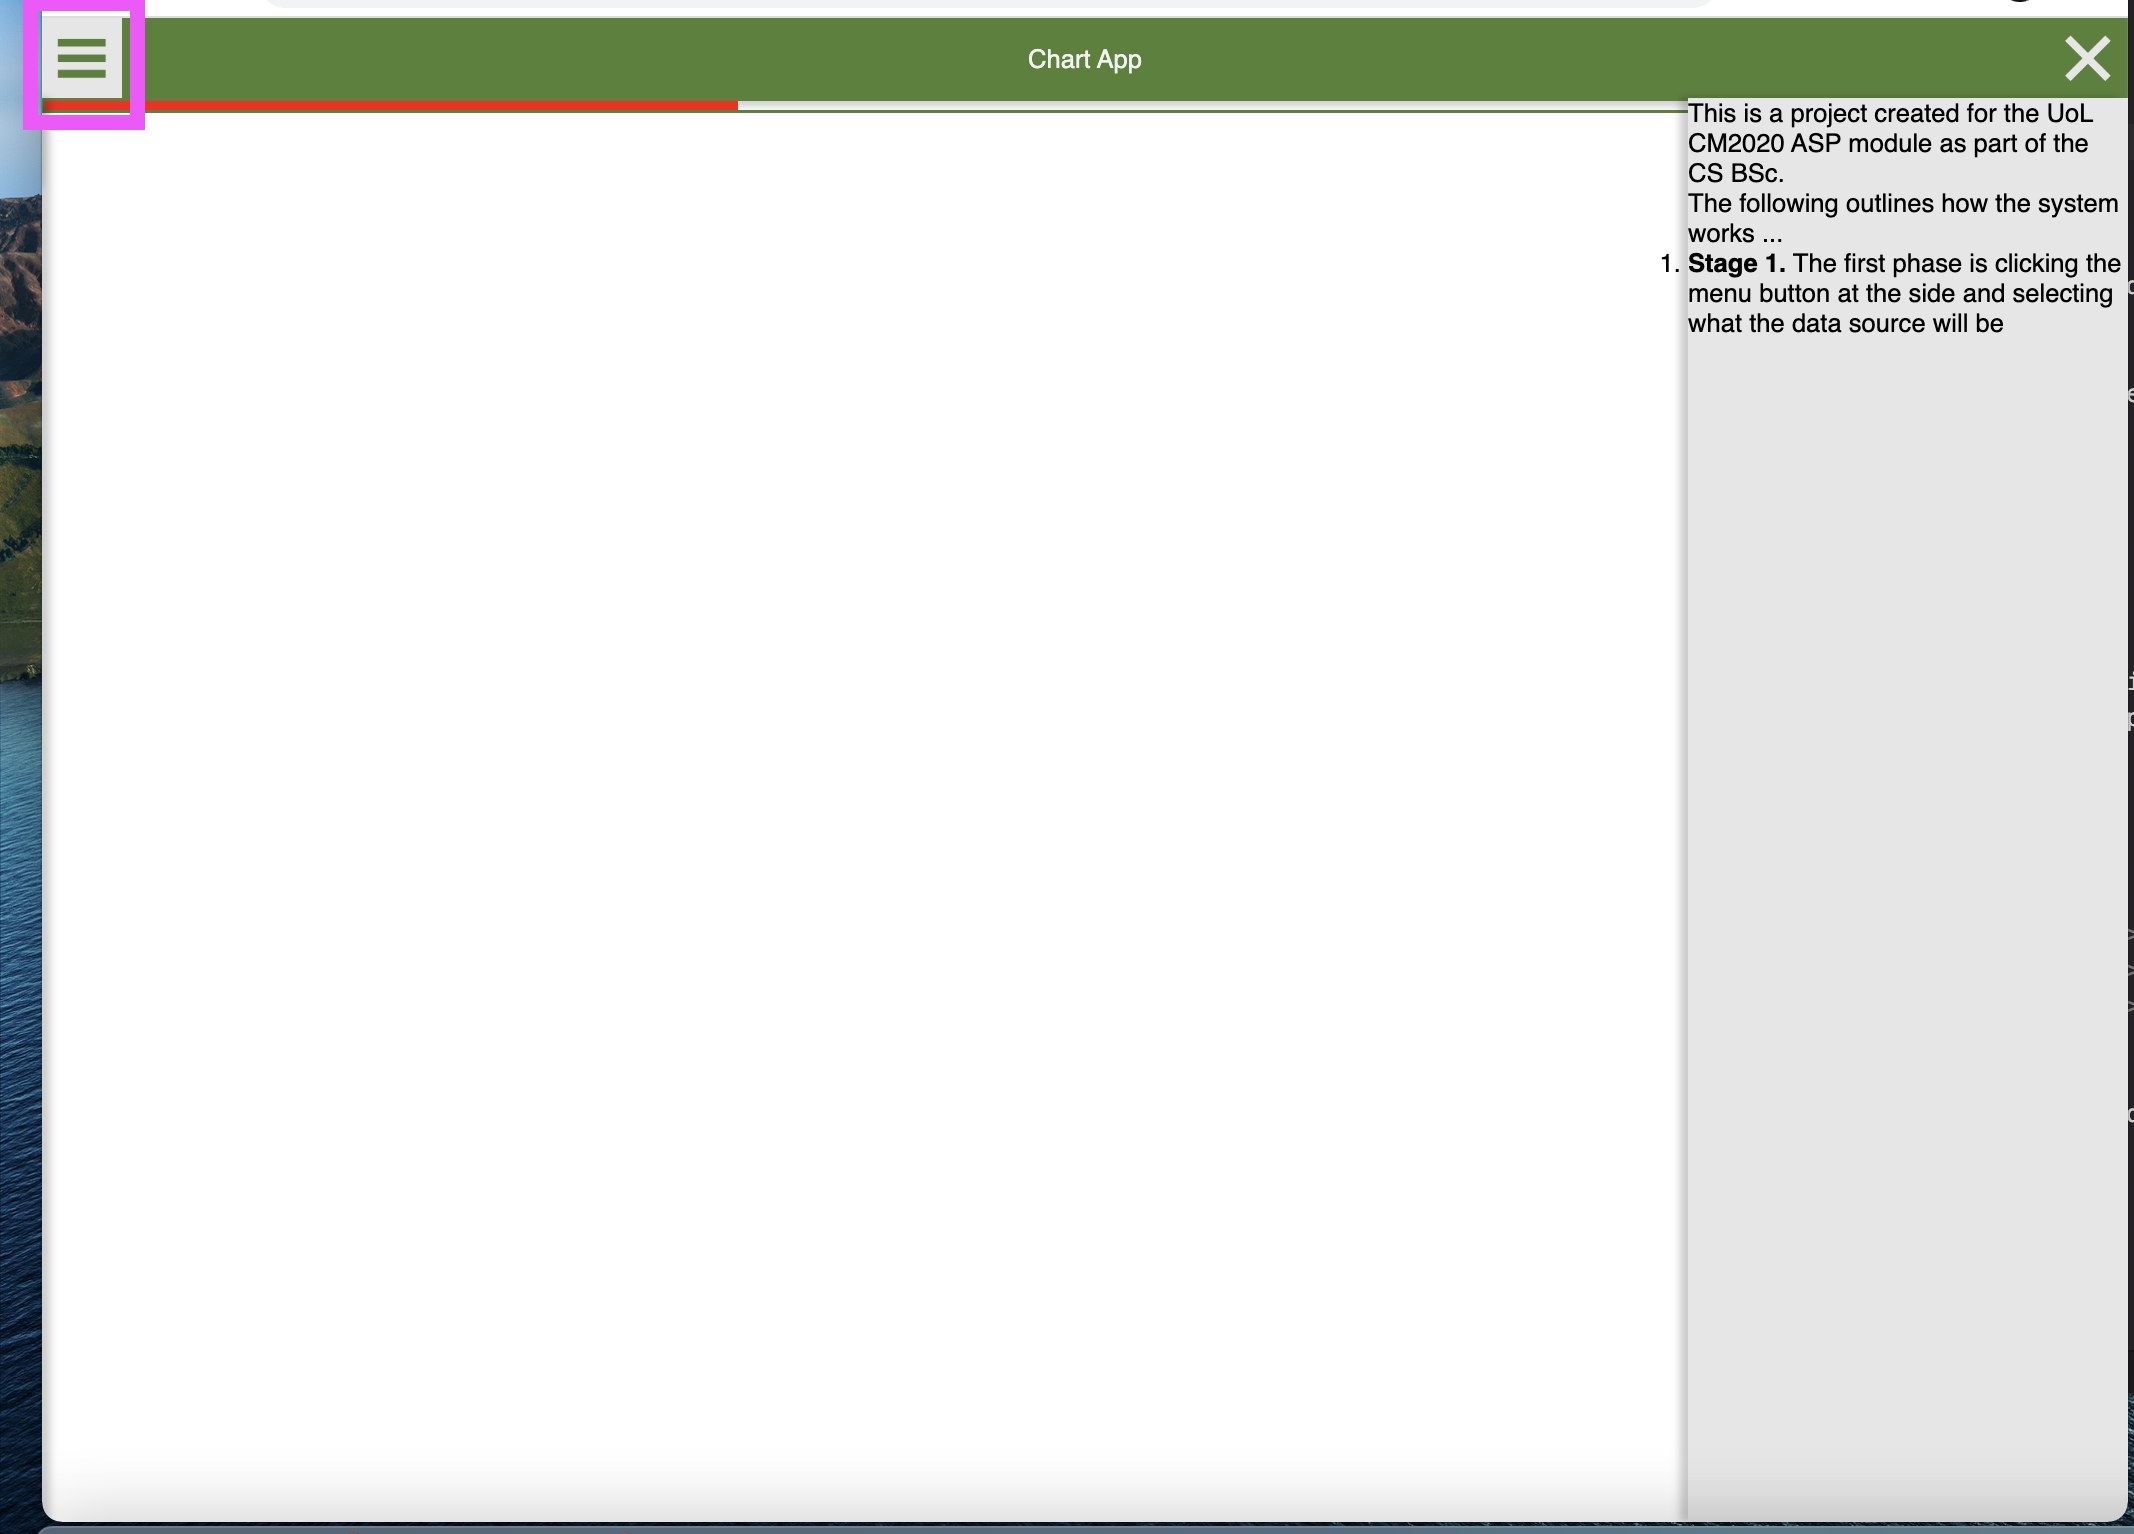 Chart App
This is a project created for the UoL
CM2020 ASP module as part of the
CS BSc.
The following outlines how the system
works ...
1. Stage 1. The first phase is clicking the
menu button at the side and selecting
what the data source will be